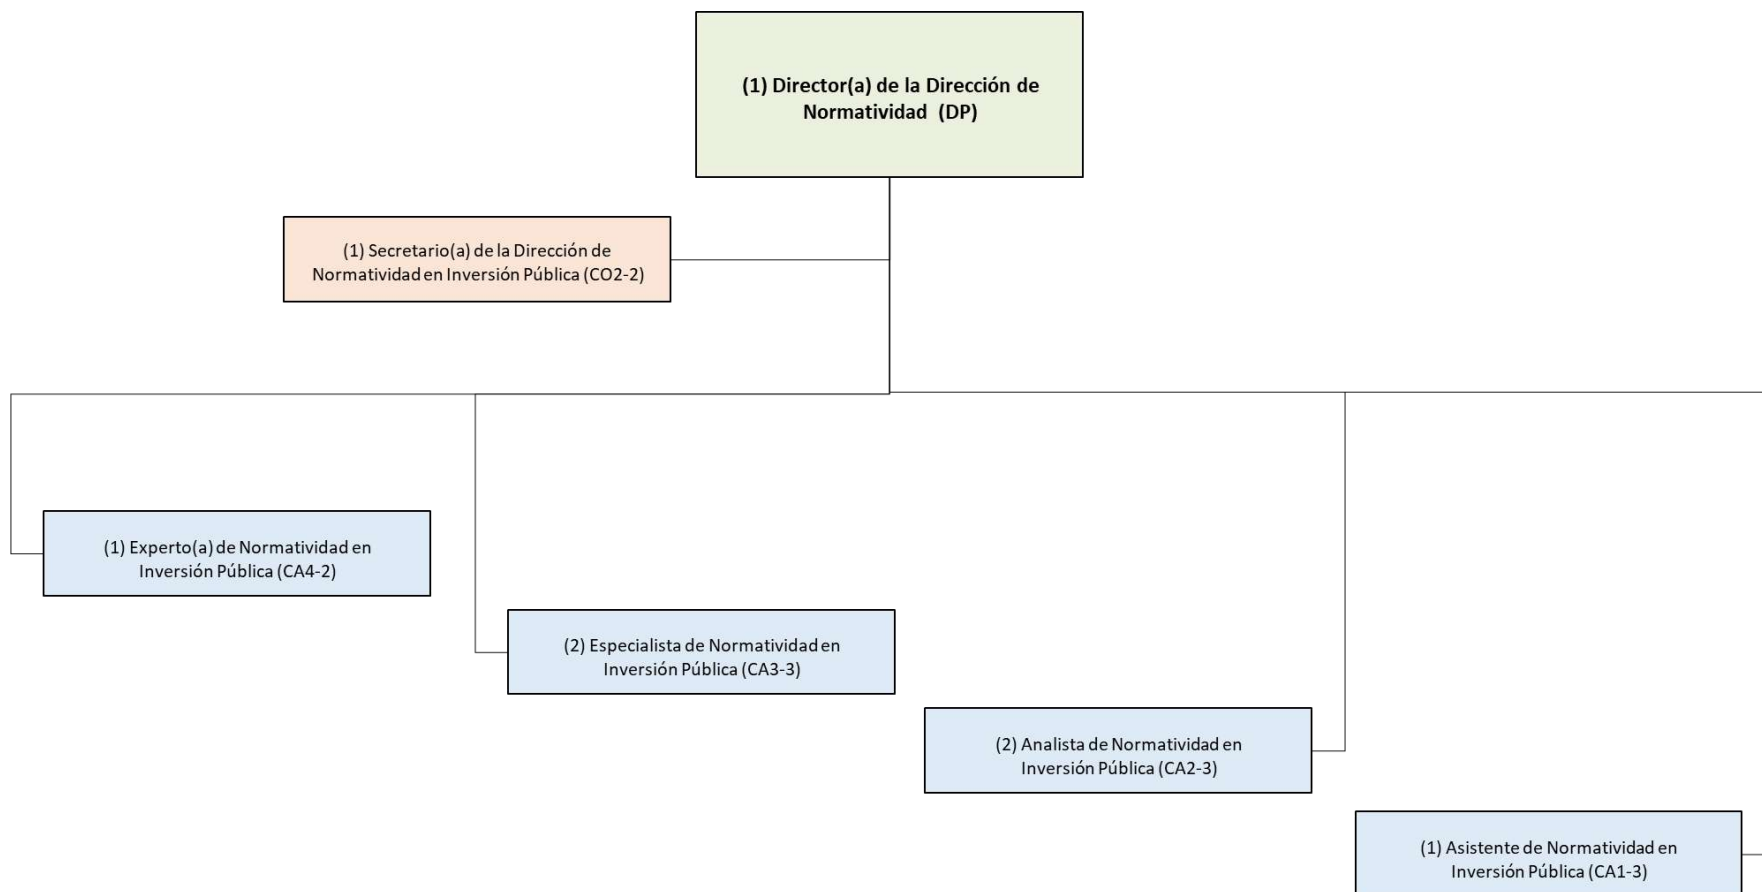 (1) Director(a) de la Dirección de
Normatividad (DP)
(1) Secretario(a) de la Dirección de
Normatividad en Inversión Pública (CO2-2)
(1) Experto(a) de Normatividad en
Inversión Pública (CA4-2)
(2) Especialista de Normatividad en
Inversión Pública (CA3-3)
(2) Analista de Normatividad en
Inversión Pública (CA2-3)
(1) Asistente de Normatividad en
Inversión Pública (CA1-3)